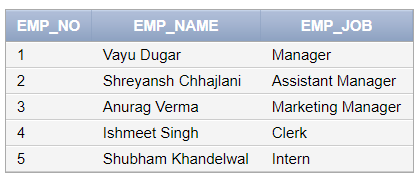 EMP_NO EMP_NAME EMP_JOB
1 Vayu Dugar Manager
2 Shreyansh Chhajlani Assistant Manager
3 Anurag Verma Marketing Manager
4 Ishmeet Singh Clerk
5 Shubham Khandelwal Intern